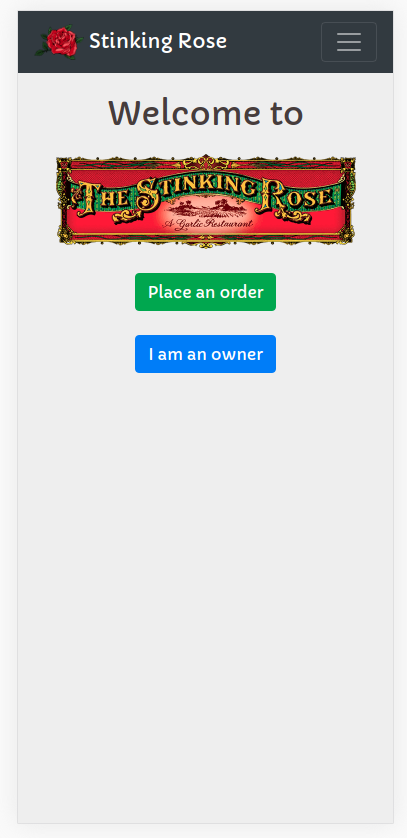 Stinking Rose
Welcome to
THE STINKING ROSE
A Garlic Restaurant
Place an order
I am an owner